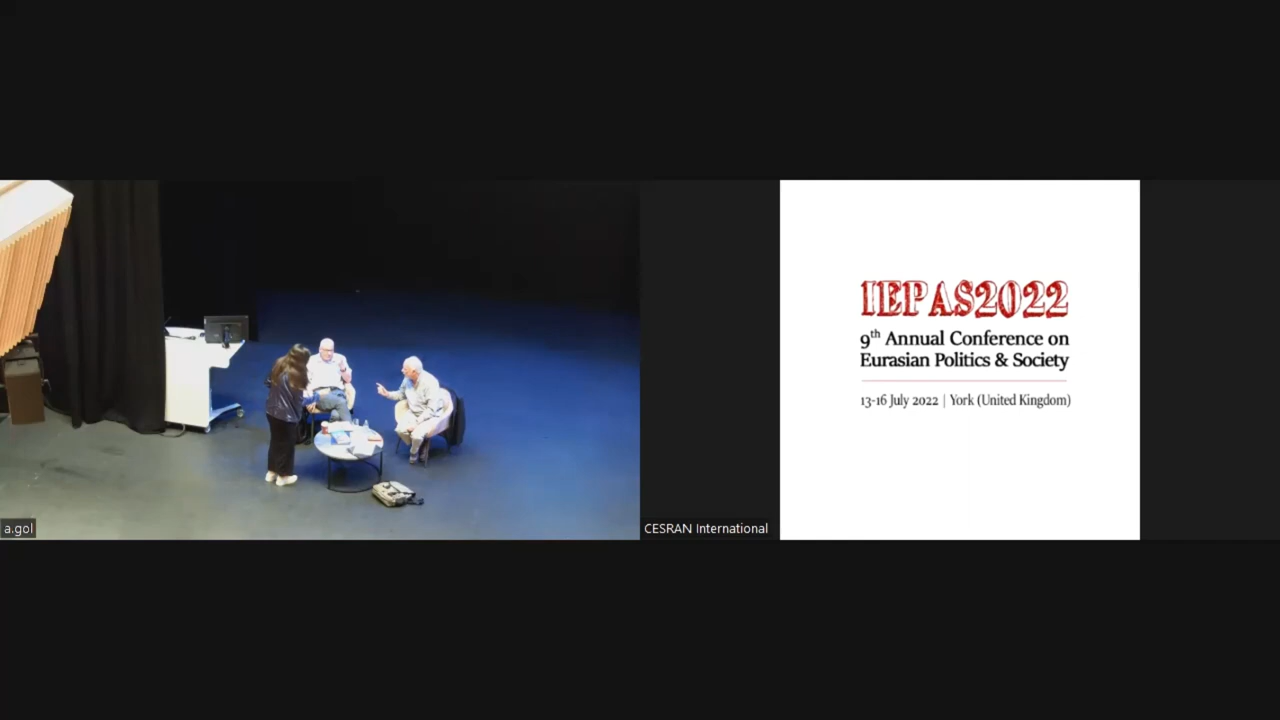 a.gol
CESRAN International
IEPAS2022
9th Annual Conference on
Eurasian Politics & Society
13-16 July 2022 | York (United Kingdom)